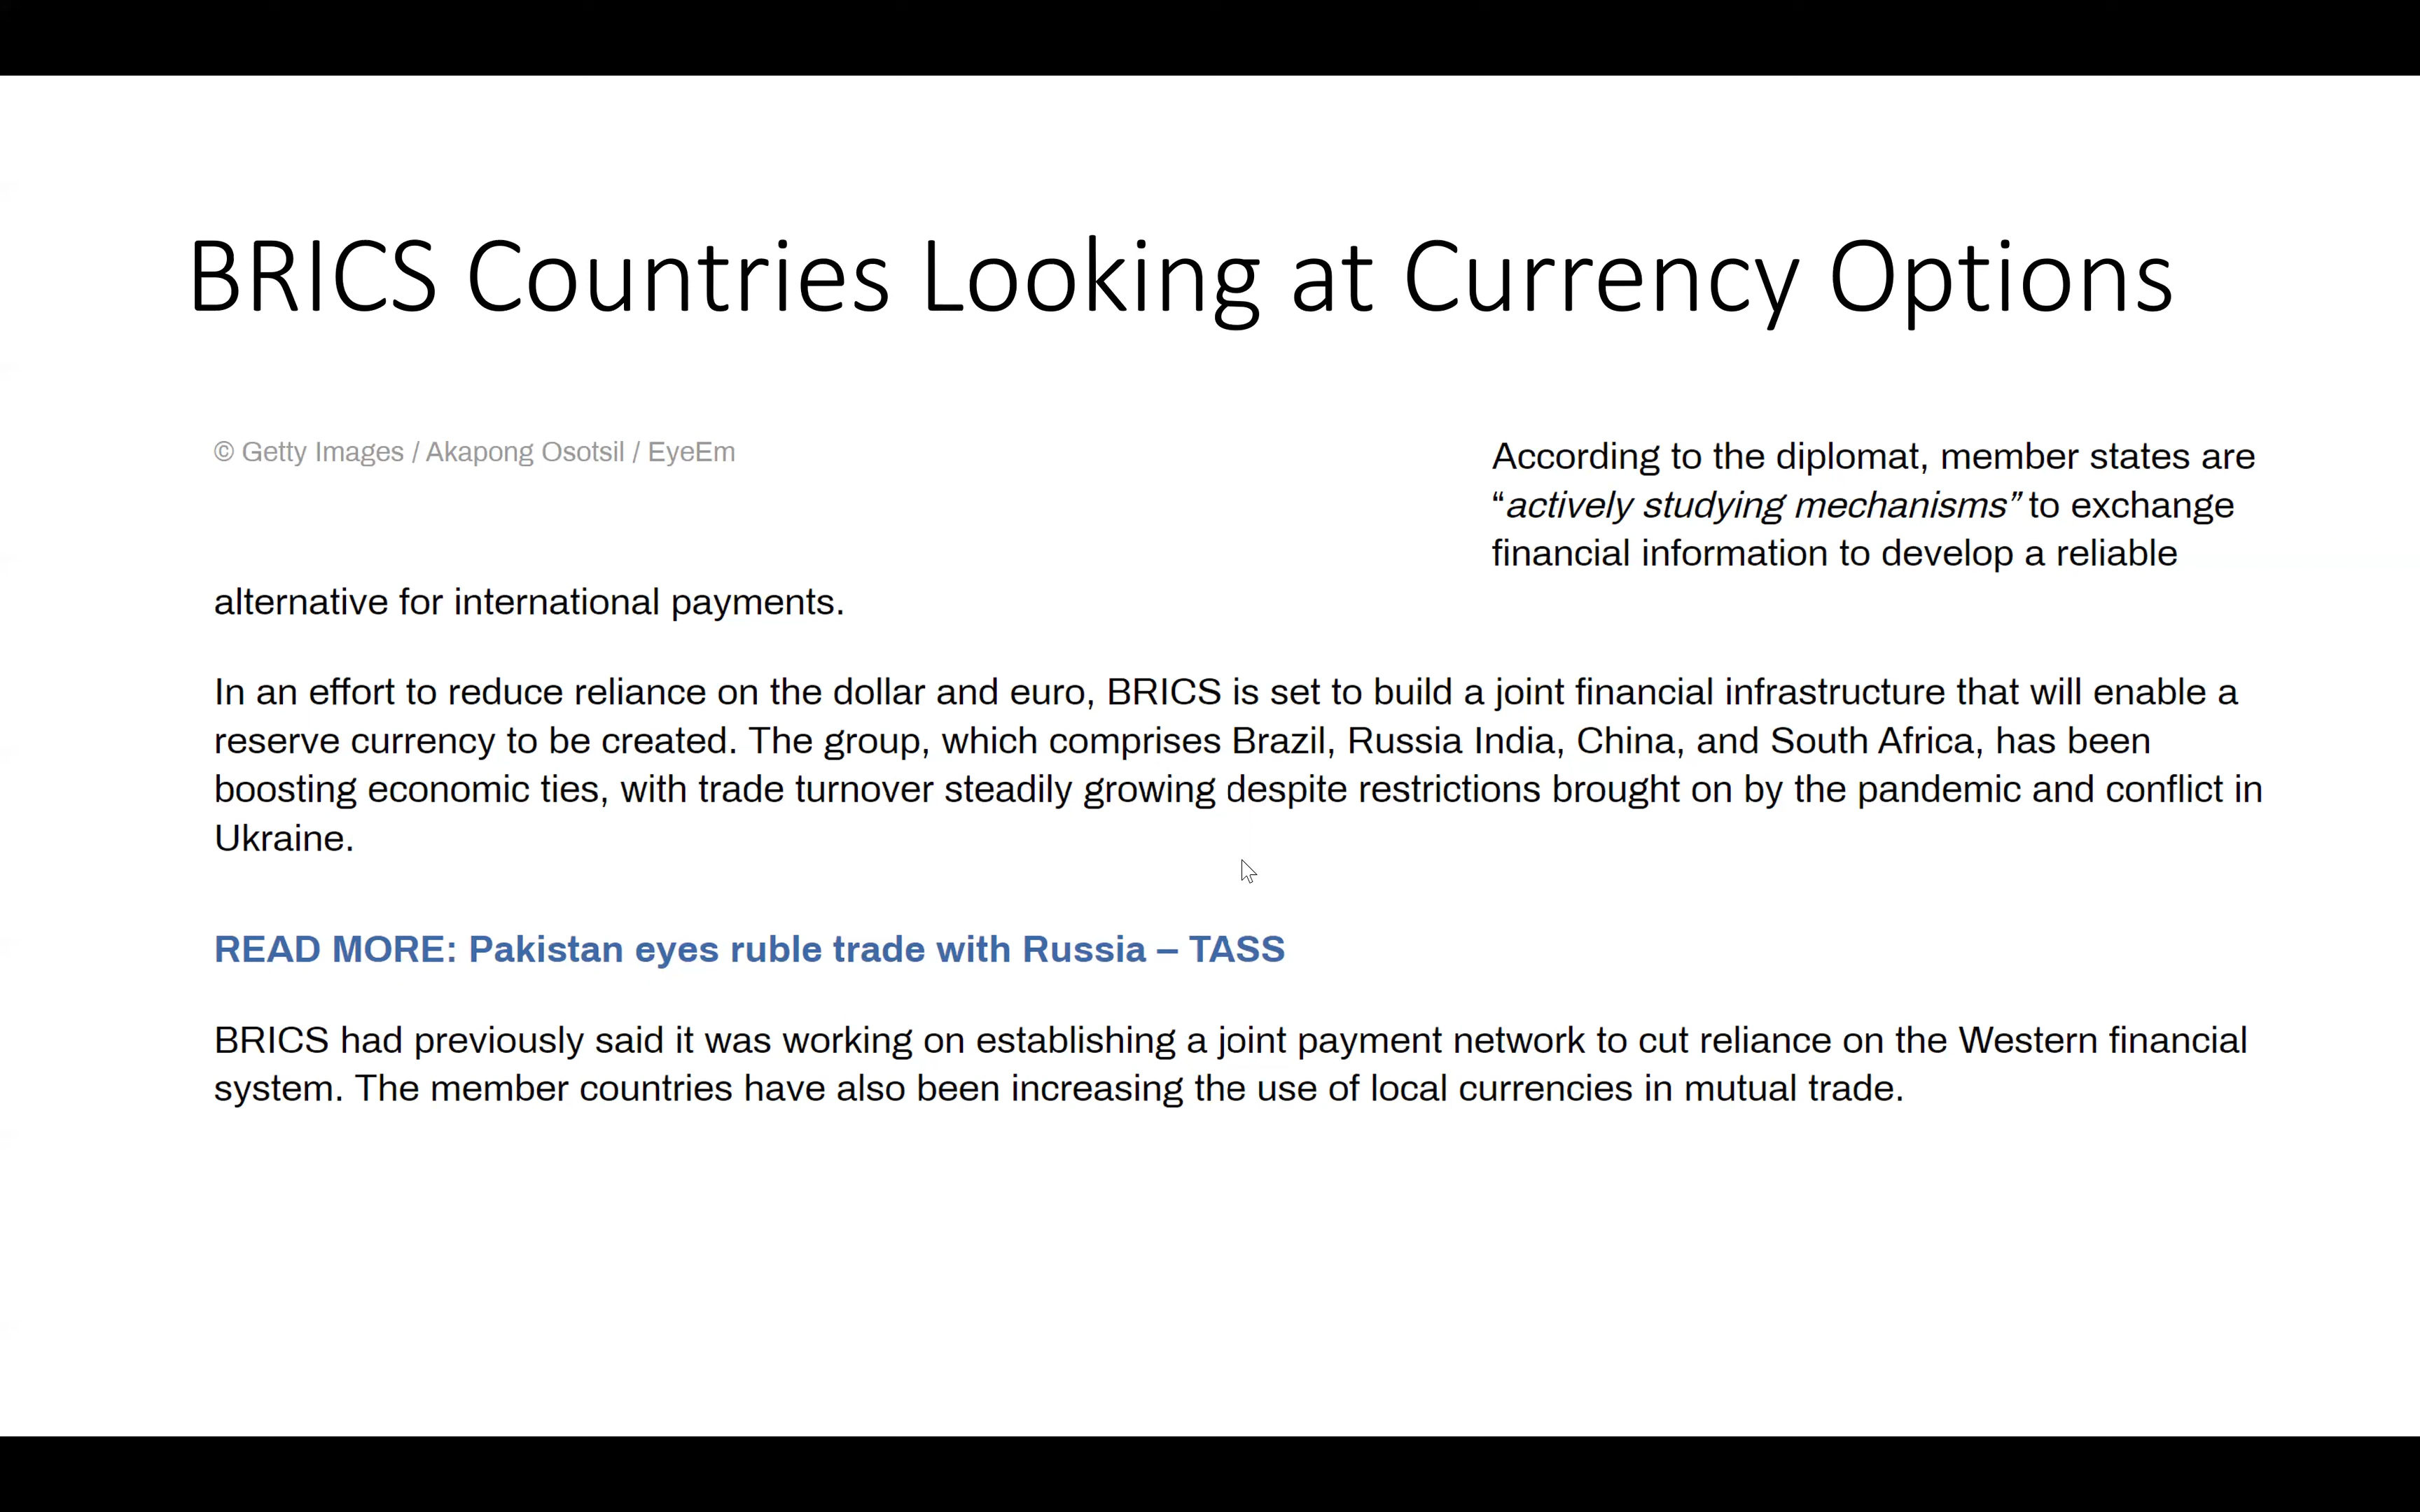 BRICS Countries Looking at Currency Options
© Getty Images / Akapong Osotsil / EyeEm
According to the diplomat, member states are
“actively studying mechanisms” to exchange
financial information to develop a reliable
alternative for international payments.
In an effort to reduce reliance on the dollar and euro, BRICS is set to build a joint financial infrastructure that will enable a
reserve currency to be created. The group, which comprises Brazil, Russia India, China, and South Africa, has been
boosting economic ties, with trade turnover steadily growing despite restrictions brought on by the pandemic and conflict in
Ukraine.
READ MORE: Pakistan eyes ruble trade with Russia – TASS
BRICS had previously said it was working on establishing a joint payment network to cut reliance on the Western financial
system. The member countries have also been increasing the use of local currencies in mutual trade.